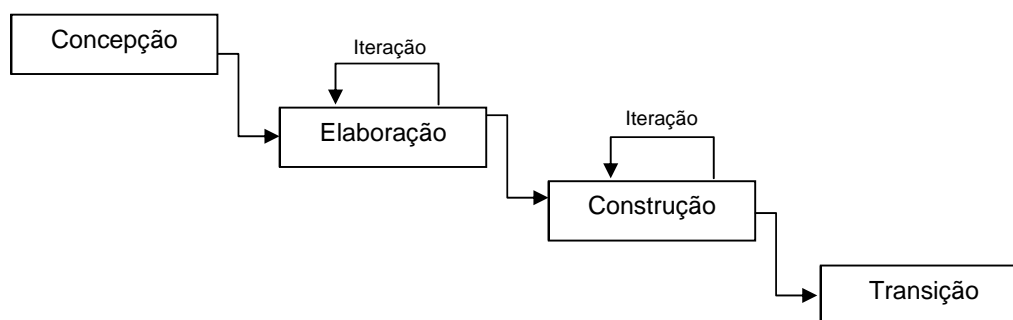 Concepção
Iteração
Elaboração
Iteração
Construção
Transição